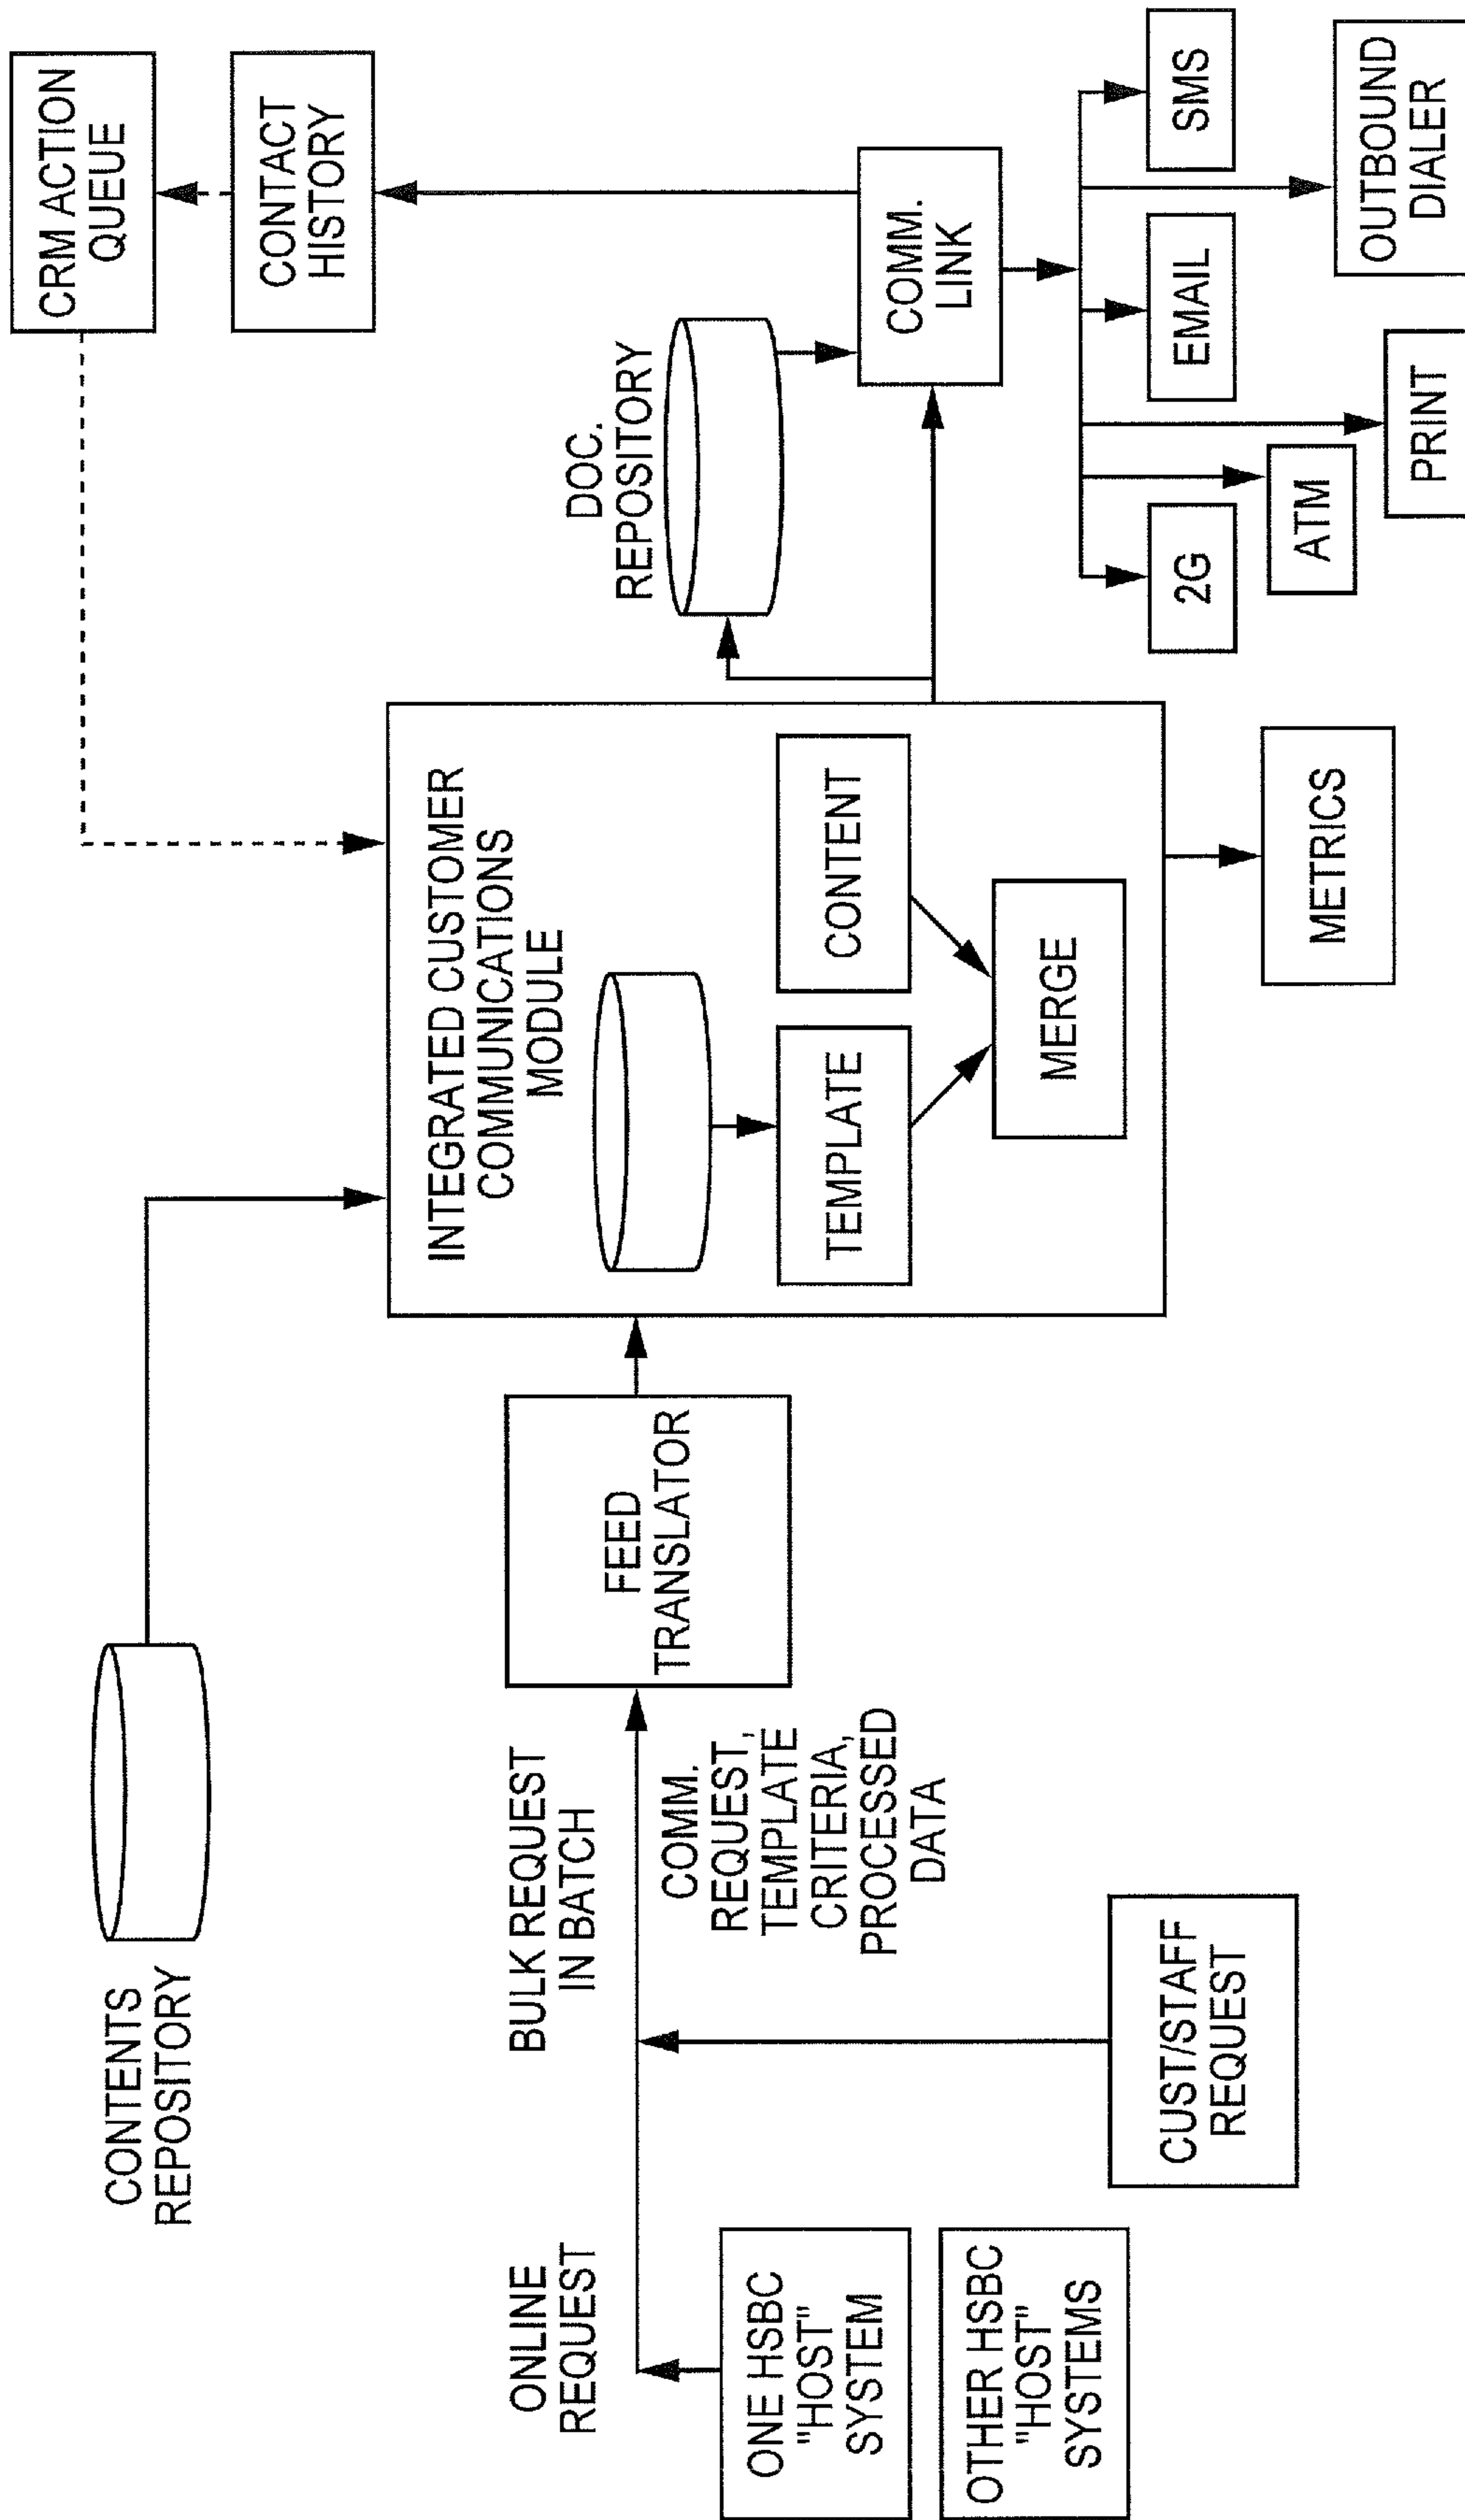 CONTENTS
REPOSITORY
ONLINE
REQUEST
BULK REQUEST
IN BATCH
COMM.
REQUEST,
TEMPLATE
CRITERIA,
PROCESSED
DATA
ONE HSBC
"HOST"
SYSTEM
OTHER HSBC
"HOST"
SYSTEMS
CUST/STAFF
REQUEST
FEED
TRANSLATOR
INTEGRATED CUSTOMER
COMMUNICATIONS
MODULE
TEMPLATE
CONTENT
MERGE
METRICS
CRM ACTION
QUEUE
CONTACT
HISTORY
DOC.
REPOSITORY
COMM.
LINK
2G
EMAIL
SMS
ATM
PRINT
OUTBOUND
DIALER